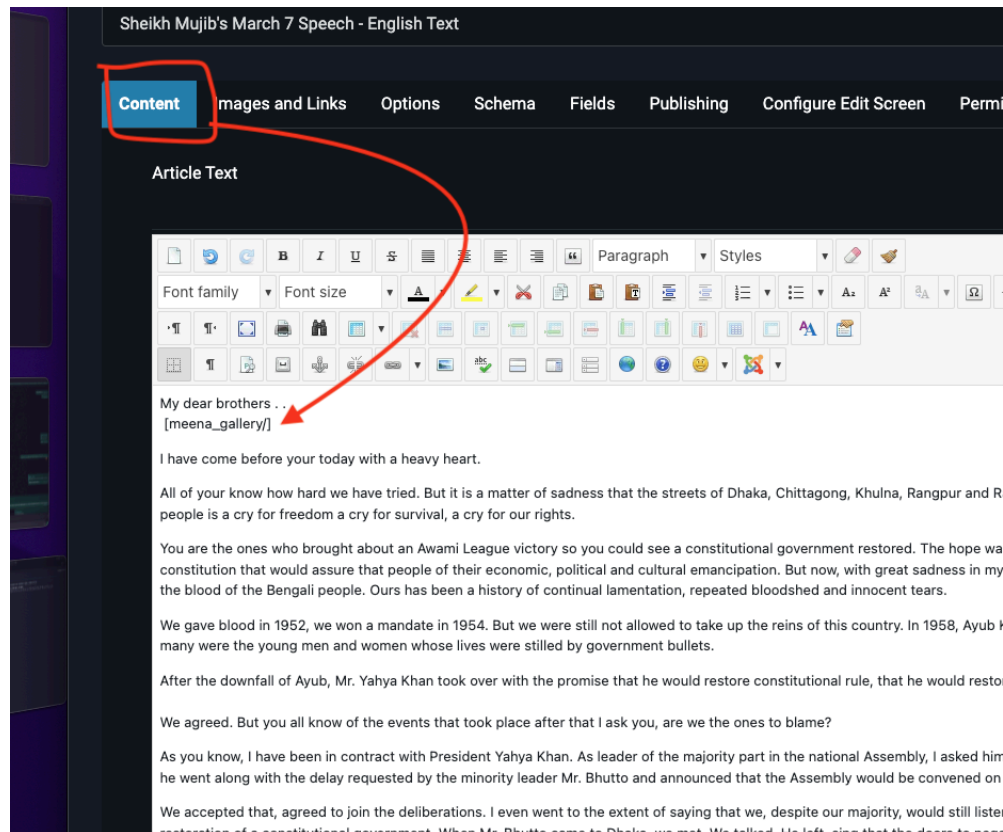 Sheikh Mujib's March 7 Speech - English Text
Content Images and Links Options Schema Fields Publishing Configure Edit Screen
Article Text
Paragraph Styles
Font family Font size
My dear brothers . .
[meena_gallery/]
I have come before your today with a heavy heart.
All of your know how hard we have tried. But it is a matter of sadness that the streets of Dhaka, Chittagong, Khulna, Rangpur and
people is a cry for freedom a cry for survival, a cry for our rights.
You are the ones who brought about an Awami League victory so you could see a constitutional government restored. The hope
constitution that would assure that people of their economic, political and cultural emancipation. But now, with great sadness in my
the blood of the Bengali people. Ours has been a history of continual lamentation, repeated bloodshed and innocent tears.
We gave blood in 1952, we won a mandate in 1954. But we were still not allowed to take up the reins of this country. In 1958, Ayub
many were the young men and women whose lives were stilled by government bullets.
After the downfall of Ayub, Mr. Yahya Khan took over with the promise that he would restore constitutional rule, that he would
We agreed. But you all know of the events that took place after that I ask you, are we the ones to blame?
As you know, I have been in contract with President Yahya Khan. As leader of the majority part in the national Assembly, I asked him
he went along with the delay requested by the minority leader Mr. Bhutto and announced that the Assembly would be convened on
We accepted that, agreed to join the deliberations. I even went to the extent of saying that we, despite our majority, would still